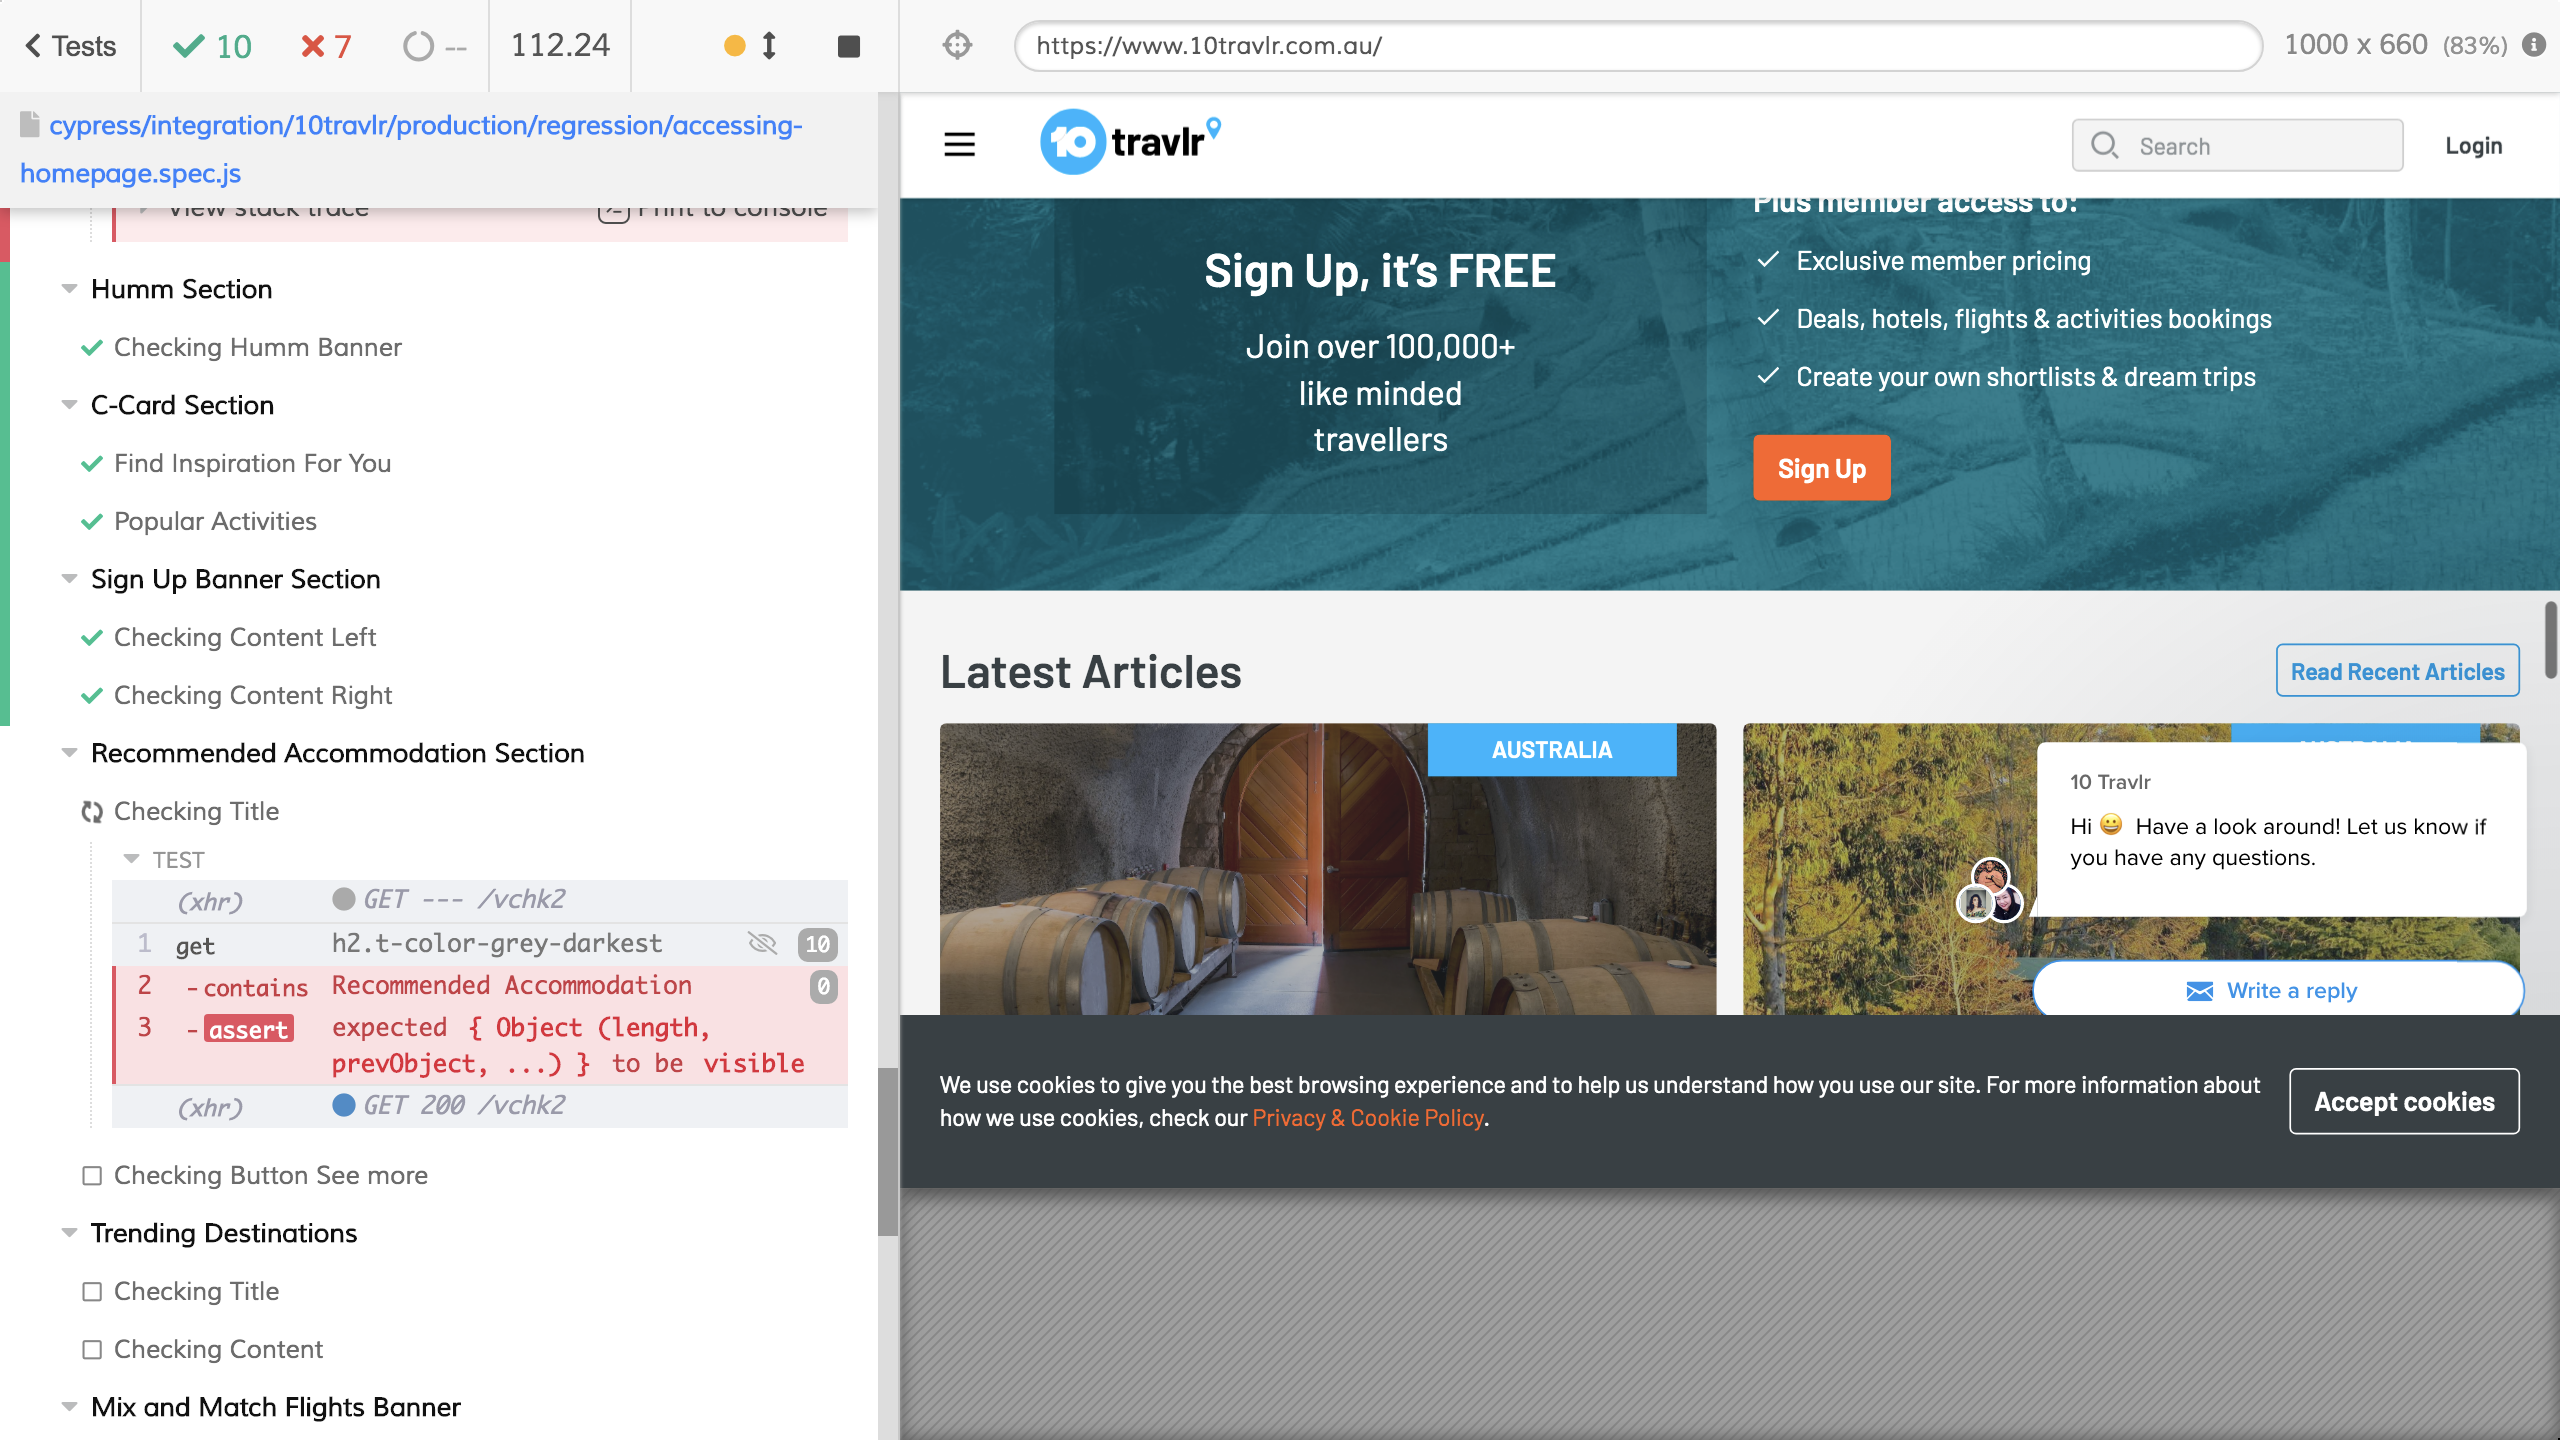 Tests
10
7
--
112.24
https://www.10travlr.com.au/
1000 x 660 (83%)
cypress/integration/10travlr/production/regression/accessing-
homepage.spec.js
View stack trace
Print to console
Humm Section
Checking Humm Banner
C-Card Section
Find Inspiration For You
Popular Activities
Sign Up Banner Section
Checking Content Left
Checking Content Right
Recommended Accommodation Section
Checking Title
TEST
(xhr) GET --- /vchk2
1 get h2.t-color-grey-darkest 10
2 -contains Recommended Accommodation 0
3 -assert expected { Object (length,
prevObject, ...) } to be visible
(xhr) GET 200 /vchk2
Checking Button See more
Trending Destinations
Checking Title
Checking Content
Mix and Match Flights Banner
10 travlr
Search
Login
Plus member access to:
Sign Up, it's FREE
Join over 100,000+
like minded
travellers
Exclusive member pricing
Deals, hotels, flights & activities bookings
Create your own shortlists & dream trips
Sign Up
Latest Articles
Read Recent Articles
AUSTRALIA
10 Travlr
Hi 😀 Have a look around! Let us know if
you have any questions.
Write a reply
We use cookies to give you the best browsing experience and to help us understand how you use our site. For more information about
how we use cookies, check our Privacy & Cookie Policy.
Accept cookies